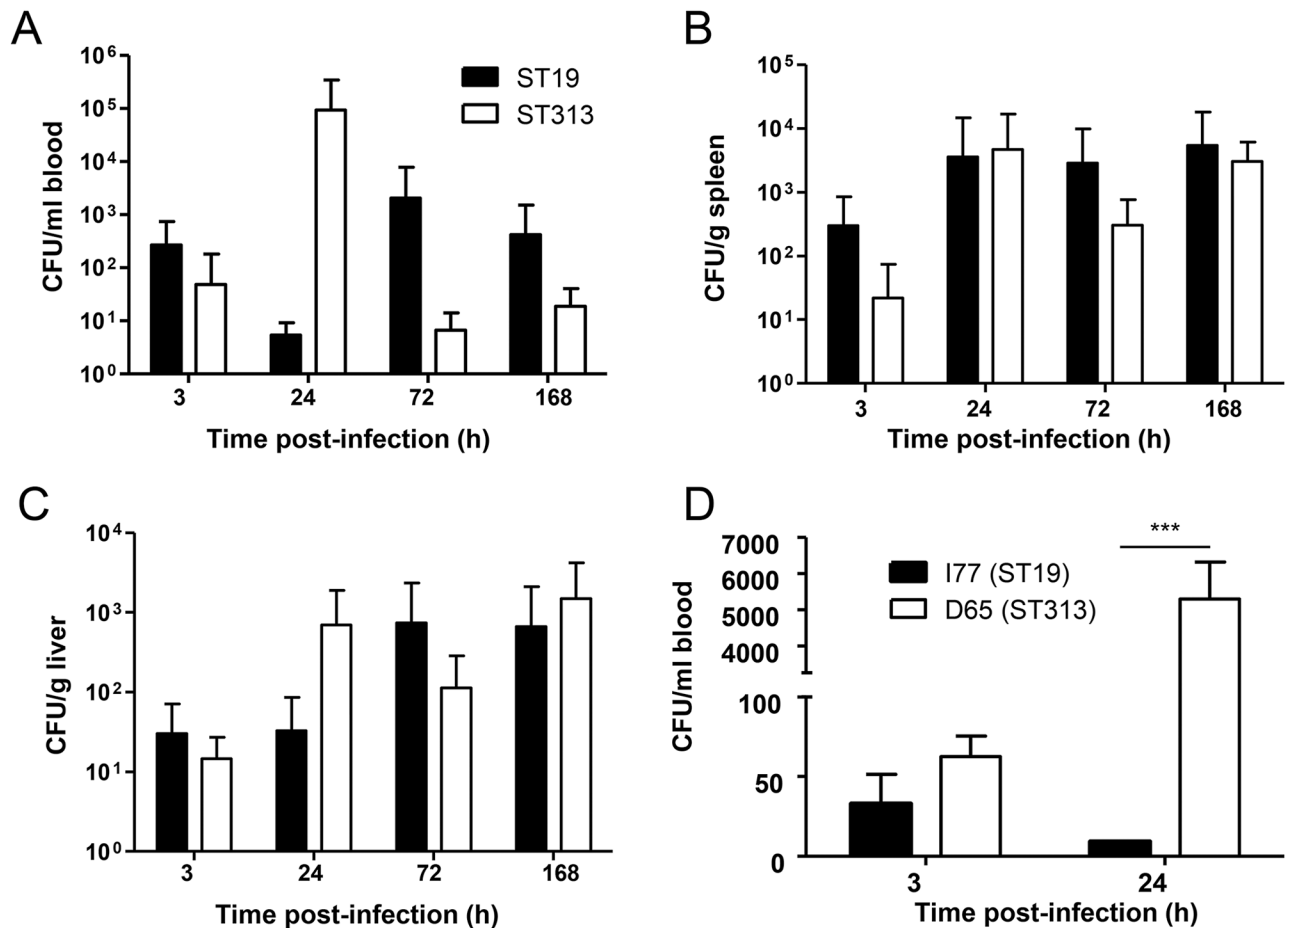 A
CFU/ml blood
10⁶
10⁵
10⁴
10³
10²
10¹
10⁰
ST19
ST313
3 24 72 168
Time post-infection (h)
B
CFU/g spleen
10⁵
10⁴
10³
10²
10¹
10⁰
3 24 72 168
Time post-infection (h)
C
CFU/g liver
10⁴
10³
10²
10¹
10⁰
3 24 72 168
Time post-infection (h)
D
CFU/ml blood
7000
6000
5000
4000
100
50
0
I77 (ST19)
D65 (ST313)
***
3 24
Time post-infection (h)